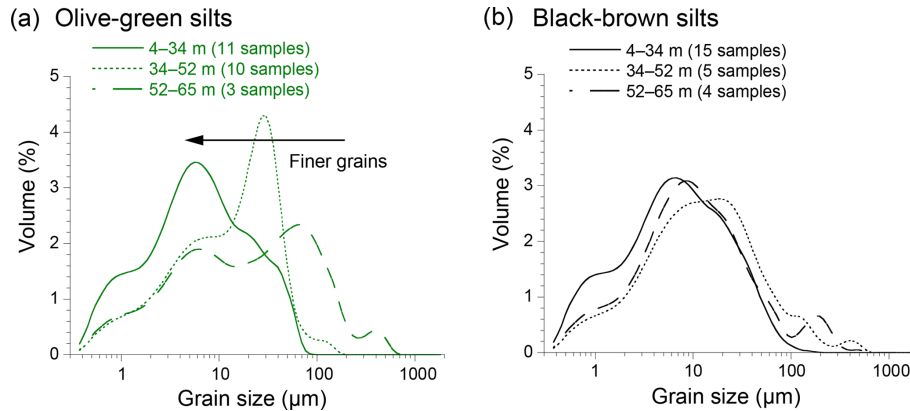 (a) Olive-green silts
4–34 m (11 samples)
34–52 m (10 samples)
52–65 m (3 samples)
5
4
3
2
1
0
Volume (%)
Finer grains
1 10 100 1000
Grain size (µm)
(b) Black-brown silts
4–34 m (15 samples)
34–52 m (5 samples)
52–65 m (4 samples)
5
4
3
2
1
0
Volume (%)
1 10 100 1000
Grain size (µm)